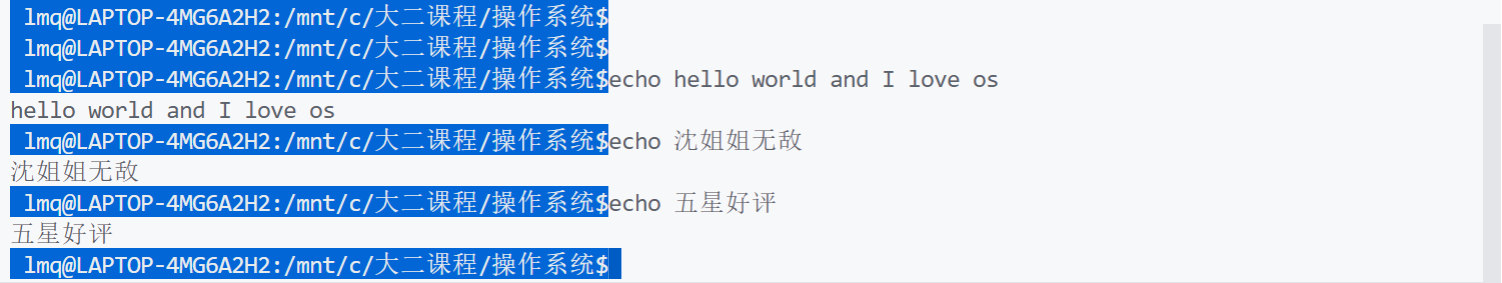 lmq@LAPTOP-4MG6A2H2:/mnt/c/大二课程/操作系统$
lmq@LAPTOP-4MG6A2H2:/mnt/c/大二课程/操作系统$
lmq@LAPTOP-4MG6A2H2:/mnt/c/大二课程/操作系统$echo hello world and I love os
hello world and I love os
lmq@LAPTOP-4MG6A2H2:/mnt/c/大二课程/操作系统$echo 沈姐姐无敌
沈姐姐无敌
lmq@LAPTOP-4MG6A2H2:/mnt/c/大二课程/操作系统$echo 五星好评
五星好评
lmq@LAPTOP-4MG6A2H2:/mnt/c/大二课程/操作系统$